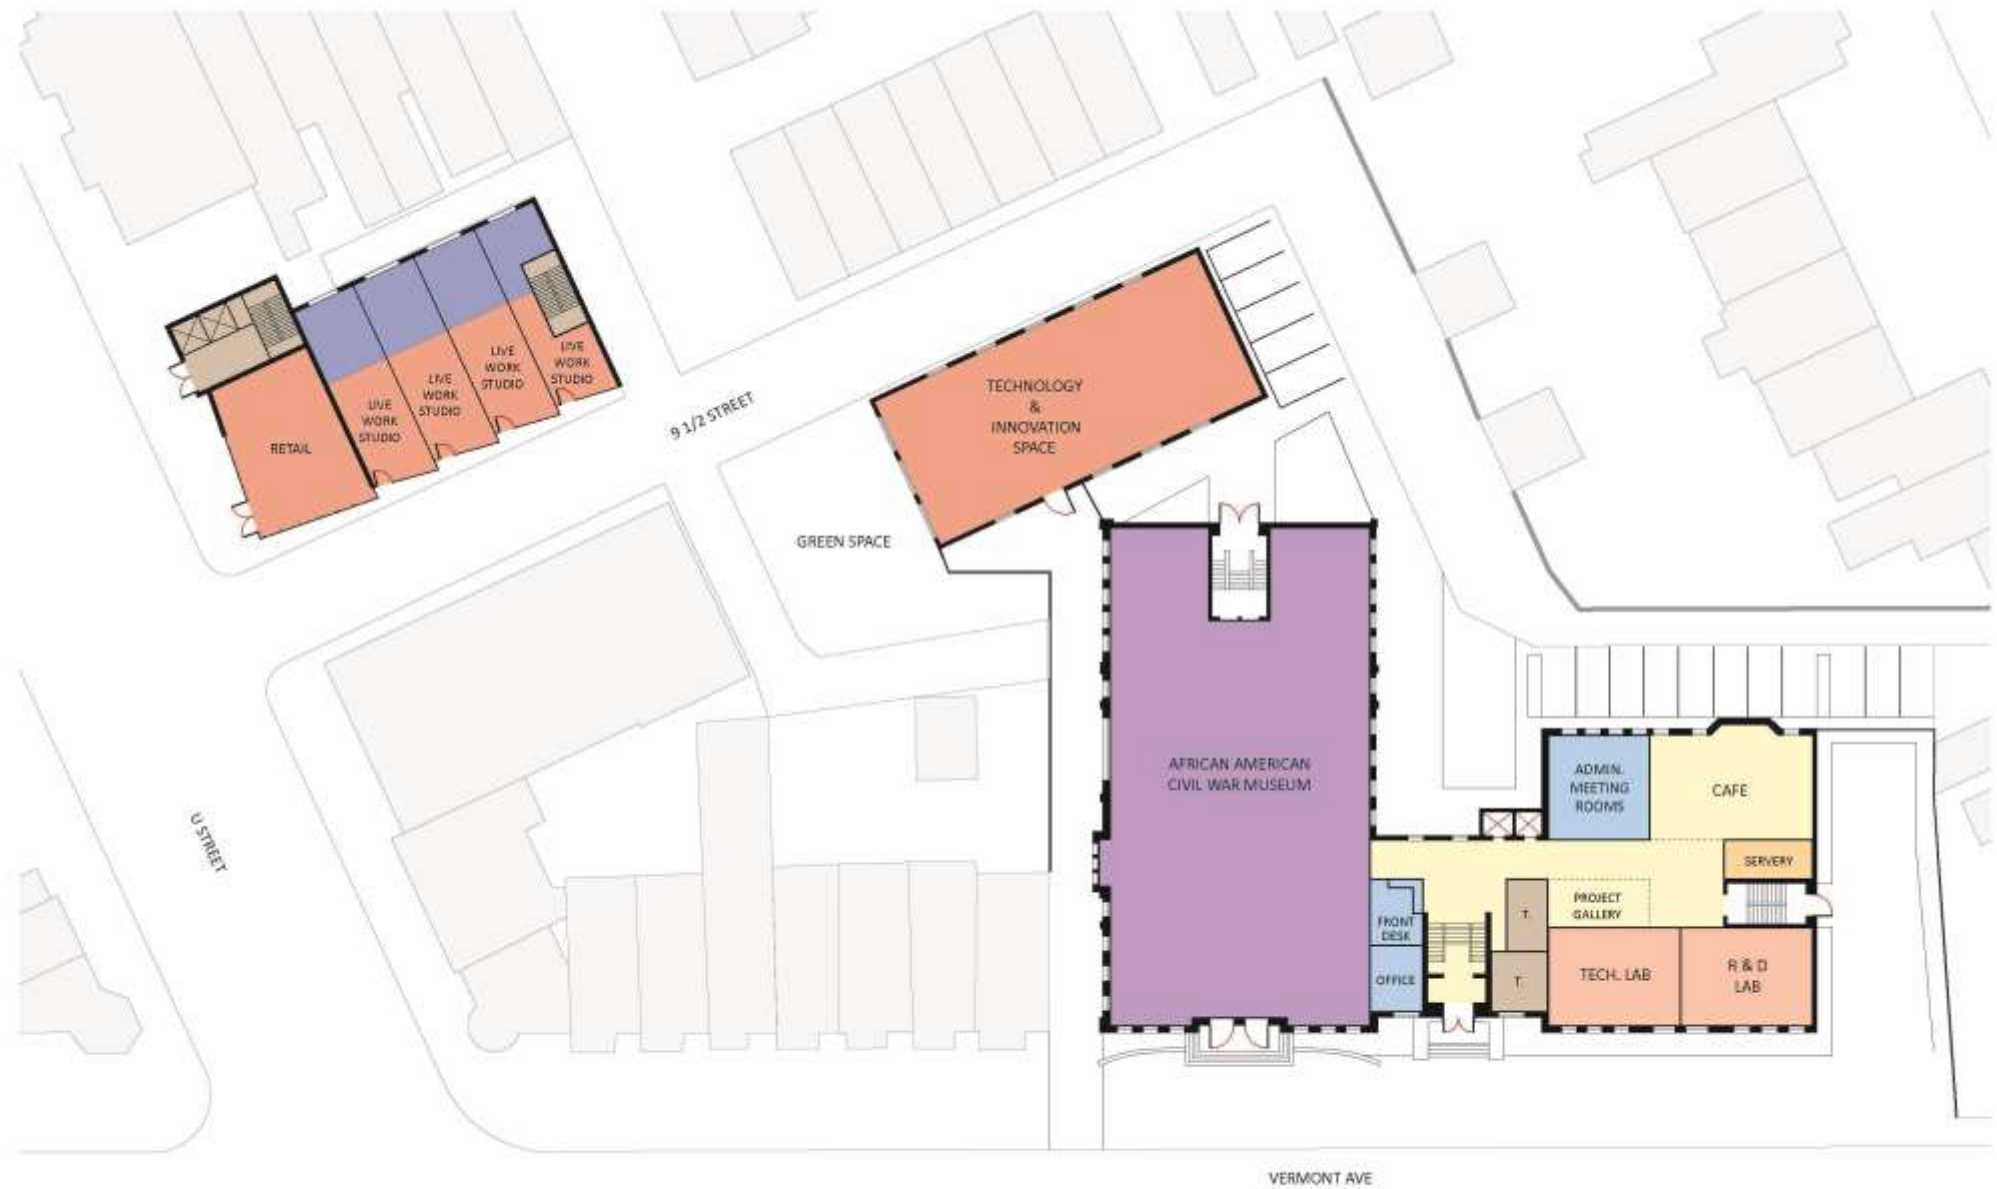 LIVE
WORK
STUDIO
LIVE
WORK
STUDIO
LIVE
WORK
STUDIO
LIVE
WORK
STUDIO
RETAIL
9 1/2 STREET
TECHNOLOGY
&
INNOVATION
SPACE
GREEN SPACE
AFRICAN AMERICAN
CIVIL WAR MUSEUM
ADMIN.
MEETING
ROOMS
CAFE
SERVERY
PROJECT
GALLERY
T.
FRONT
DESK
OFFICE
T.
TECH. LAB
R & D
LAB
U STREET
VERMONT AVE